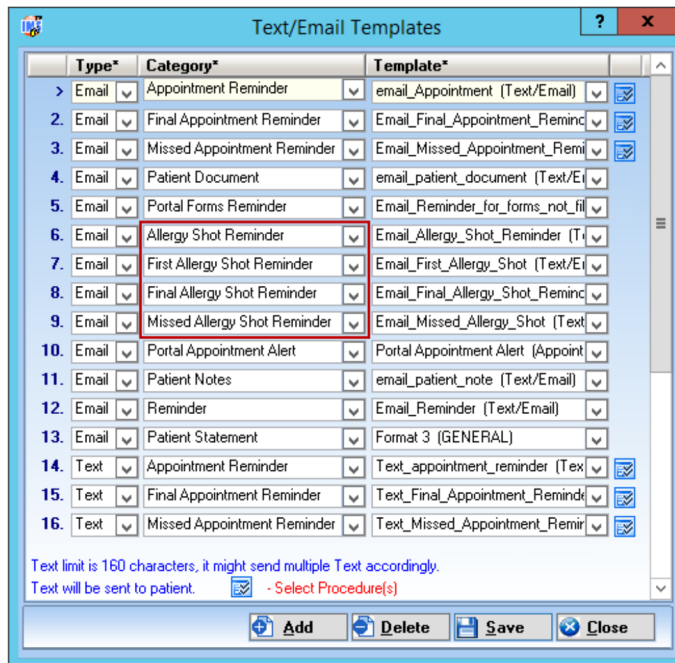 IMS
Text/Email Templates
? x
Type* Category* Template*
> Email Appointment Reminder email_Appointment (Text/Email)
2. Email Final Appointment Reminder Email_Final_Appointment_Reminc
3. Email Missed Appointment Reminder Email_Missed_Appointment_Remi
4. Email Patient Document email_patient_document (Text/Er
5. Email Portal Forms Reminder Email_Reminder_for_forms_not_fil
6. Email Allergy Shot Reminder Email_Allergy_Shot_Reminder (Te
7. Email First Allergy Shot Reminder Email_First_Allergy_Shot (Text/Er
8. Email Final Allergy Shot Reminder Email_Final_Allergy_Shot_Reminc
9. Email Missed Allergy Shot Reminder Email_Missed_Allergy_Shot (Text
10. Email Portal Appointment Alert Portal Appointment Alert (Appoint
11. Email Patient Notes email_patient_note (Text/Email)
12. Email Reminder Email_Reminder (Text/Email)
13. Email Patient Statement Format 3 (GENERAL)
14. Text Appointment Reminder Text_appointment_reminder (Tex
15. Text Final Appointment Reminder Text_Final_Appointment_Reminde
16. Text Missed Appointment Reminder Text_Missed_Appointment_Remir
Text limit is 160 characters, it might send multiple Text accordingly.
Text will be sent to patient. - Select Procedure(s)
Add Delete Save Close